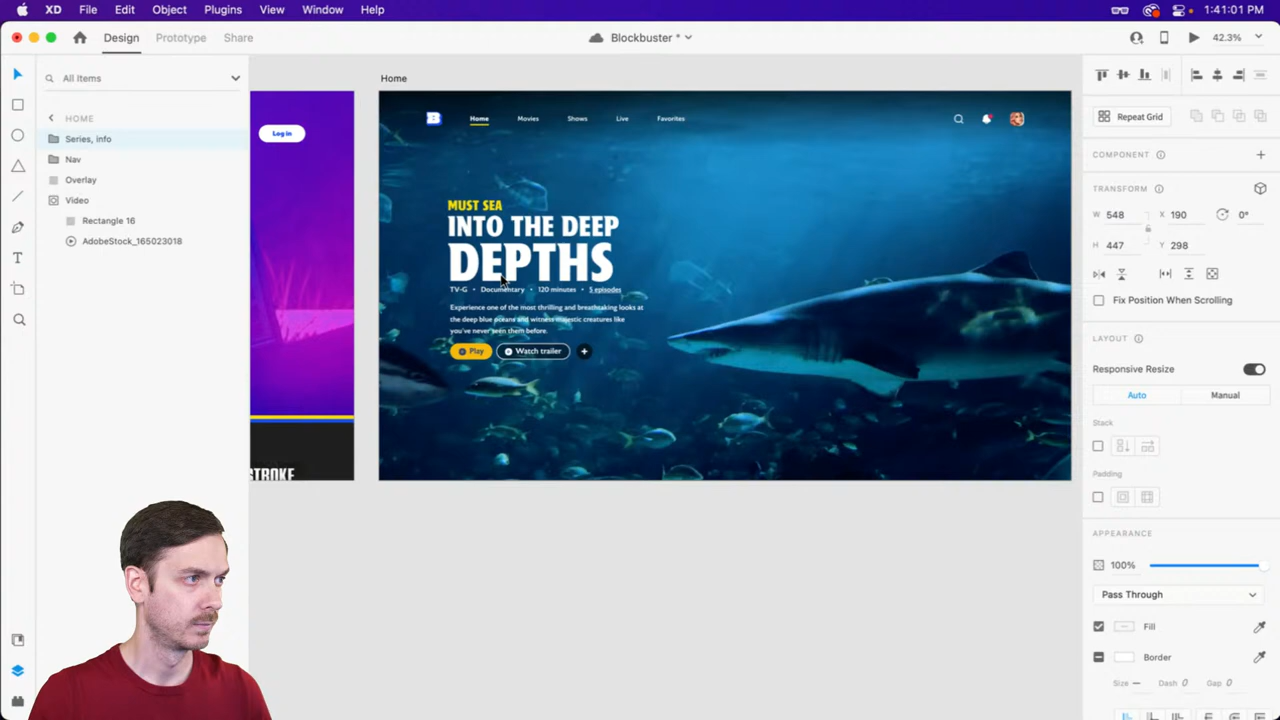 XD File Edit Object Plugins View Window Help
1:41:01 PM
Design Prototype Share
Blockbuster *
42.3%
All Items
HOME
Series, info
Nav
Overlay
Video
Rectangle 16
AdobeStock_165023018
Log in
STROKE
Home
B Home Movies Shows Live Favorites
MUST SEA
INTO THE DEEP
DEPTHS
TV-G • Documentary • 120 minutes • 5 episodes
Experience one of the most thrilling and breathtaking looks at
the deep blue oceans and witness majestic creatures like
you've never seen them before.
Play Watch trailer +
Repeat Grid
COMPONENT
TRANSFORM
W 548 X 190 0°
H 447 Y 298
Fix Position When Scrolling
LAYOUT
Responsive Resize
Auto Manual
Stack
Padding
APPEARANCE
100%
Pass Through
Fill
Border
Size — Dash 0 Gap 0